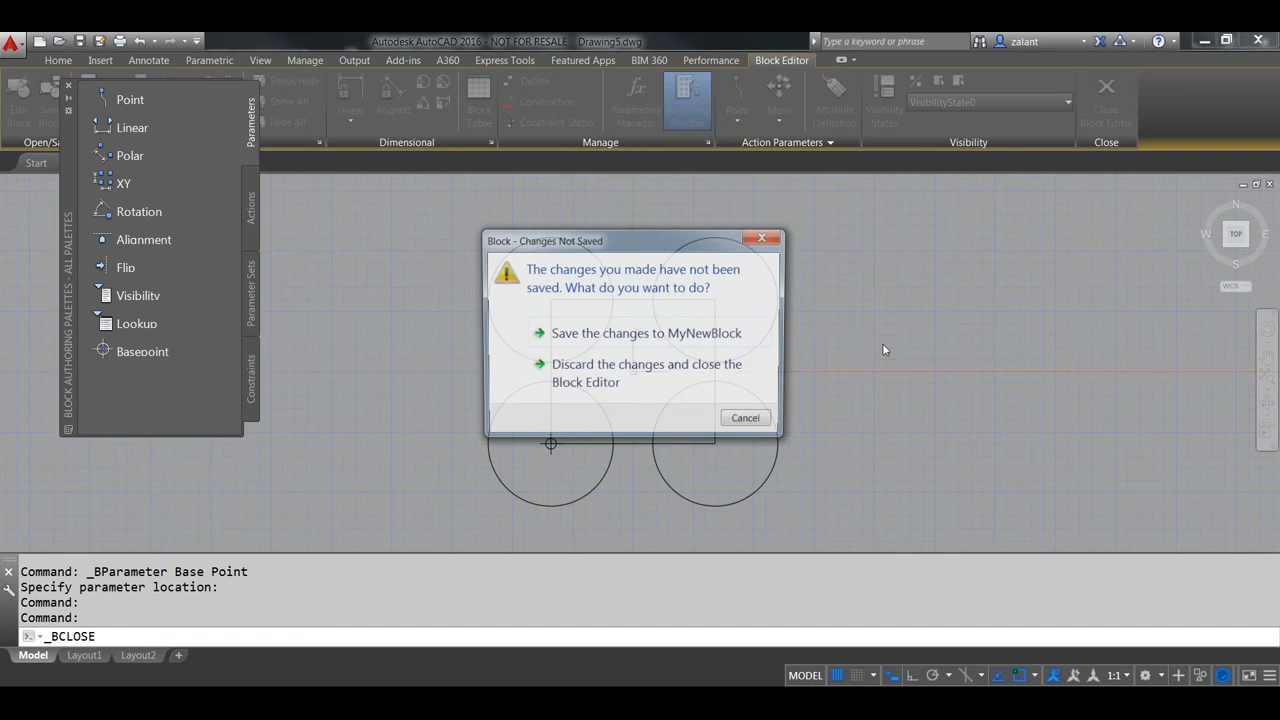 Autodesk AutoCAD 2016 - NOT FOR RESALE Drawing5.dwg
Type a keyword or phrase
zalant
Home Insert Annotate Parametric View Manage Output Add-ins A360 Express Tools Featured Apps BIM 360 Performance Block Editor
Edit
Block
Show/Hide
Show All
Hide All
Linear
Aligned
Block
Table
Delete
Construction
Constraint Status
Parameters
Manager
Point
Move
Attribute
Definition
Visibility
States
VisibilityState0
Close
Block Editor
Dimensional
Manage
Action Parameters
Visibility
Close
Start
BLOCK AUTHORING PALETTES - ALL PALETTES
Point
Linear
Polar
XY
Rotation
Alignment
Flip
Visibility
Lookup
Basepoint
Parameters
Actions
Parameter Sets
Constraints
N
W TOP E
S
WCS
Block - Changes Not Saved
The changes you made have not been
saved. What do you want to do?
Save the changes to MyNewBlock
Discard the changes and close the
Block Editor
Cancel
Command: _BParameter Base Point
Specify parameter location:
Command:
Command:
_BCLOSE
Model Layout1 Layout2 +
MODEL 1:1